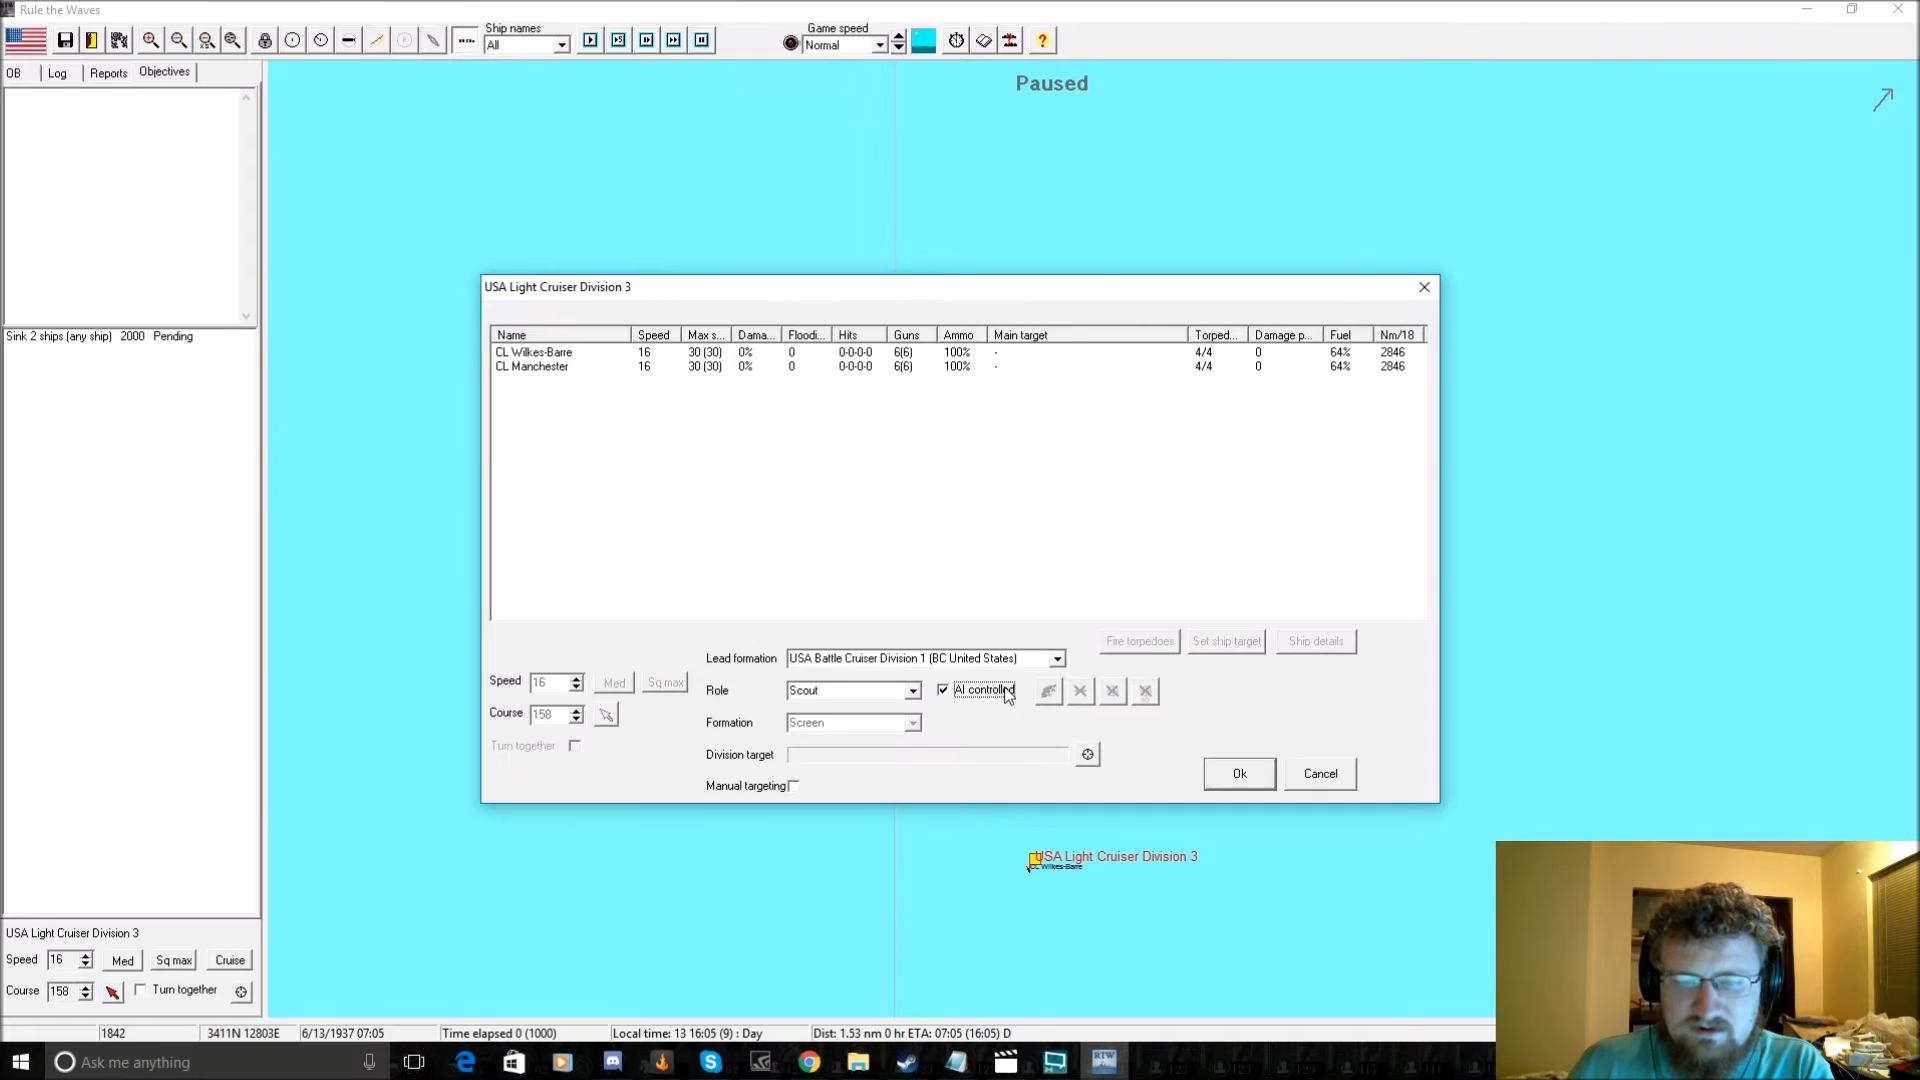 Rule the Waves
Ship names
All
Game speed
Normal
OB Log Reports Objectives
Paused
Sink 2 ships (any ship) 2000 Pending
USA Light Cruiser Division 3
Name Speed Max s... Dama... Floodi... Hits Guns Ammo Main target Torped... Damage p... Fuel Nm/18
CL Wilkes-Barre 16 30 (30) 0% 0 0-0-0-0 6(6) 100% - 4/4 0 64% 2846
CL Manchester 16 30 (30) 0% 0 0-0-0-0 6(6) 100% - 4/4 0 64% 2846
Fire torpedoes Set ship target Ship details
Lead formation USA Battle Cruiser Division 1 (BC United States)
Speed 16 Med Sq max
Role Scout AI controlled
Course 158
Formation Screen
Turn together
Division target
Manual targeting
Ok Cancel
USA Light Cruiser Division 3
CL Wilkes-Barre
USA Light Cruiser Division 3
Speed 16 Med Sq max Cruise
Course 158 Turn together
1842 3411N 12803E 6/13/1937 07:05 Time elapsed 0 (1000) Local time: 13 16:05 (9) : Day Dist: 1.53 nm 0 hr ETA: 07:05 (16:05) D
Ask me anything
RTW